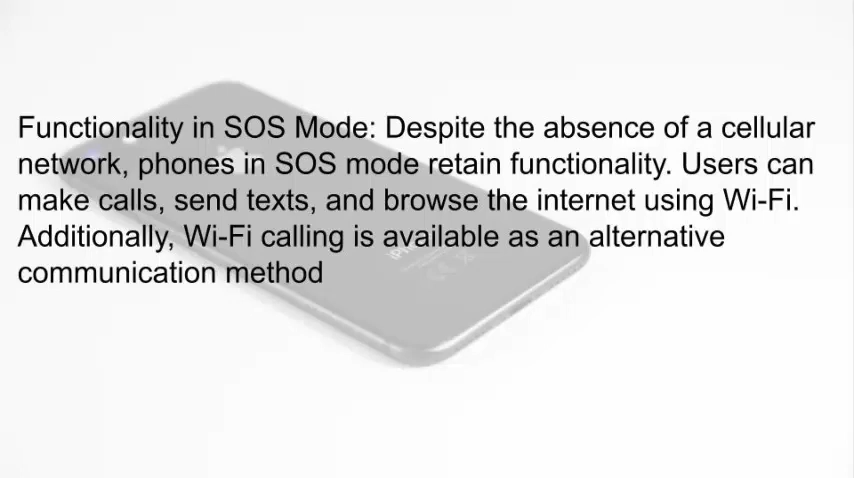 Functionality in SOS Mode: Despite the absence of a cellular
network, phones in SOS mode retain functionality. Users can
make calls, send texts, and browse the internet using Wi-Fi.
Additionally, Wi-Fi calling is available as an alternative
communication method